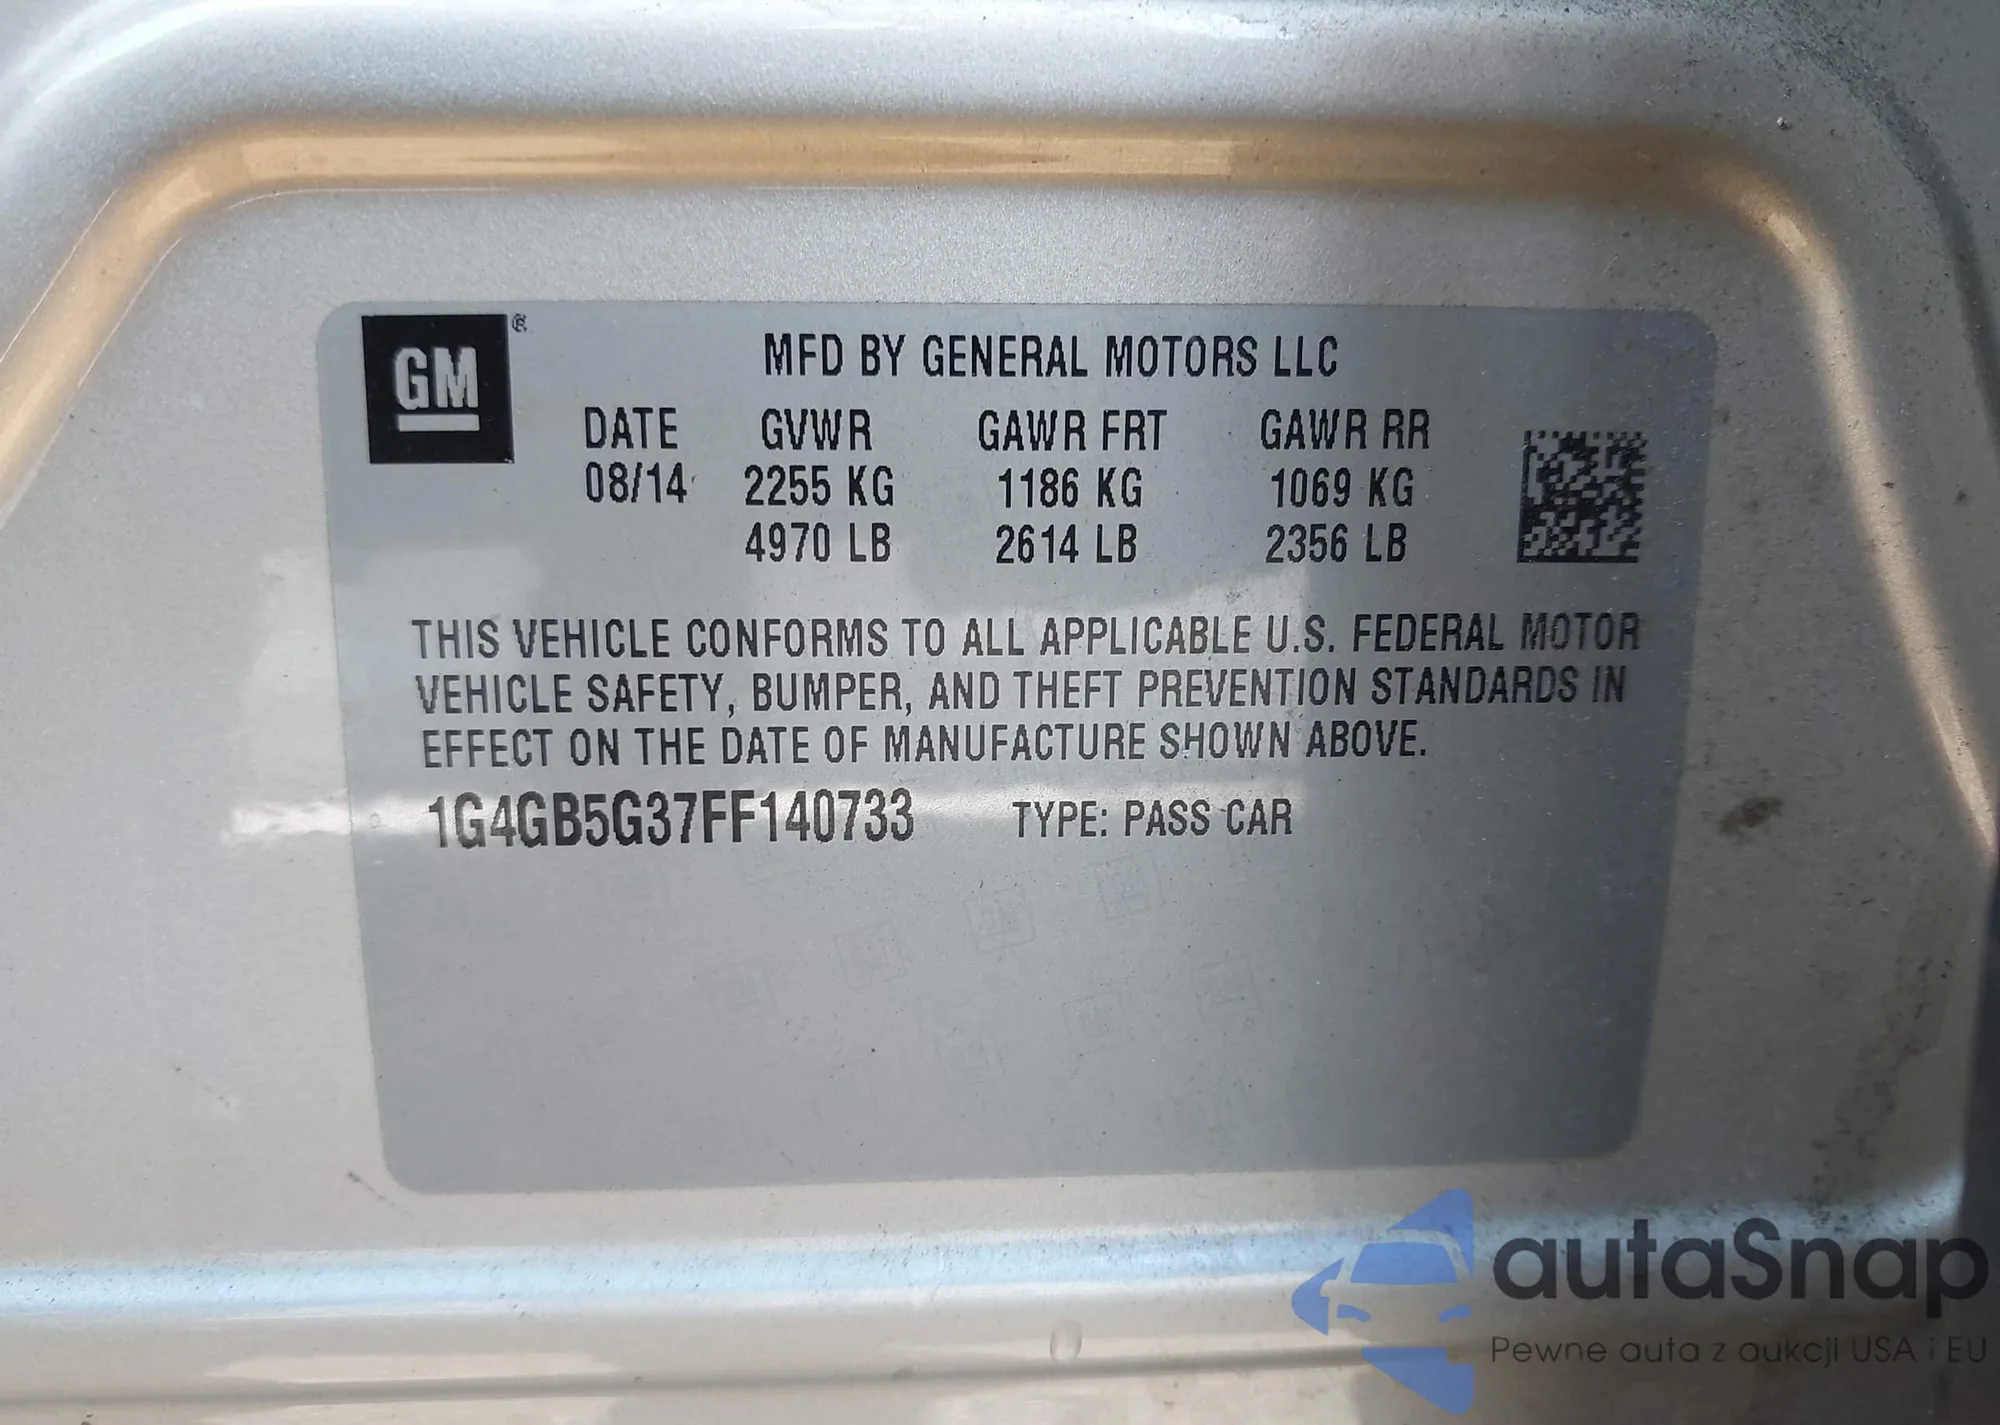 GM ®
MFD BY GENERAL MOTORS LLC
DATE GVWR GAWR FRT GAWR RR
08/14 2255 KG 1186 KG 1069 KG
4970 LB 2614 LB 2356 LB
THIS VEHICLE CONFORMS TO ALL APPLICABLE U.S. FEDERAL MOTOR
VEHICLE SAFETY, BUMPER, AND THEFT PREVENTION STANDARDS IN
EFFECT ON THE DATE OF MANUFACTURE SHOWN ABOVE.
1G4GB5G37FF140733 TYPE: PASS CAR
autaSnap
Pewne auta z aukcji USA i EU